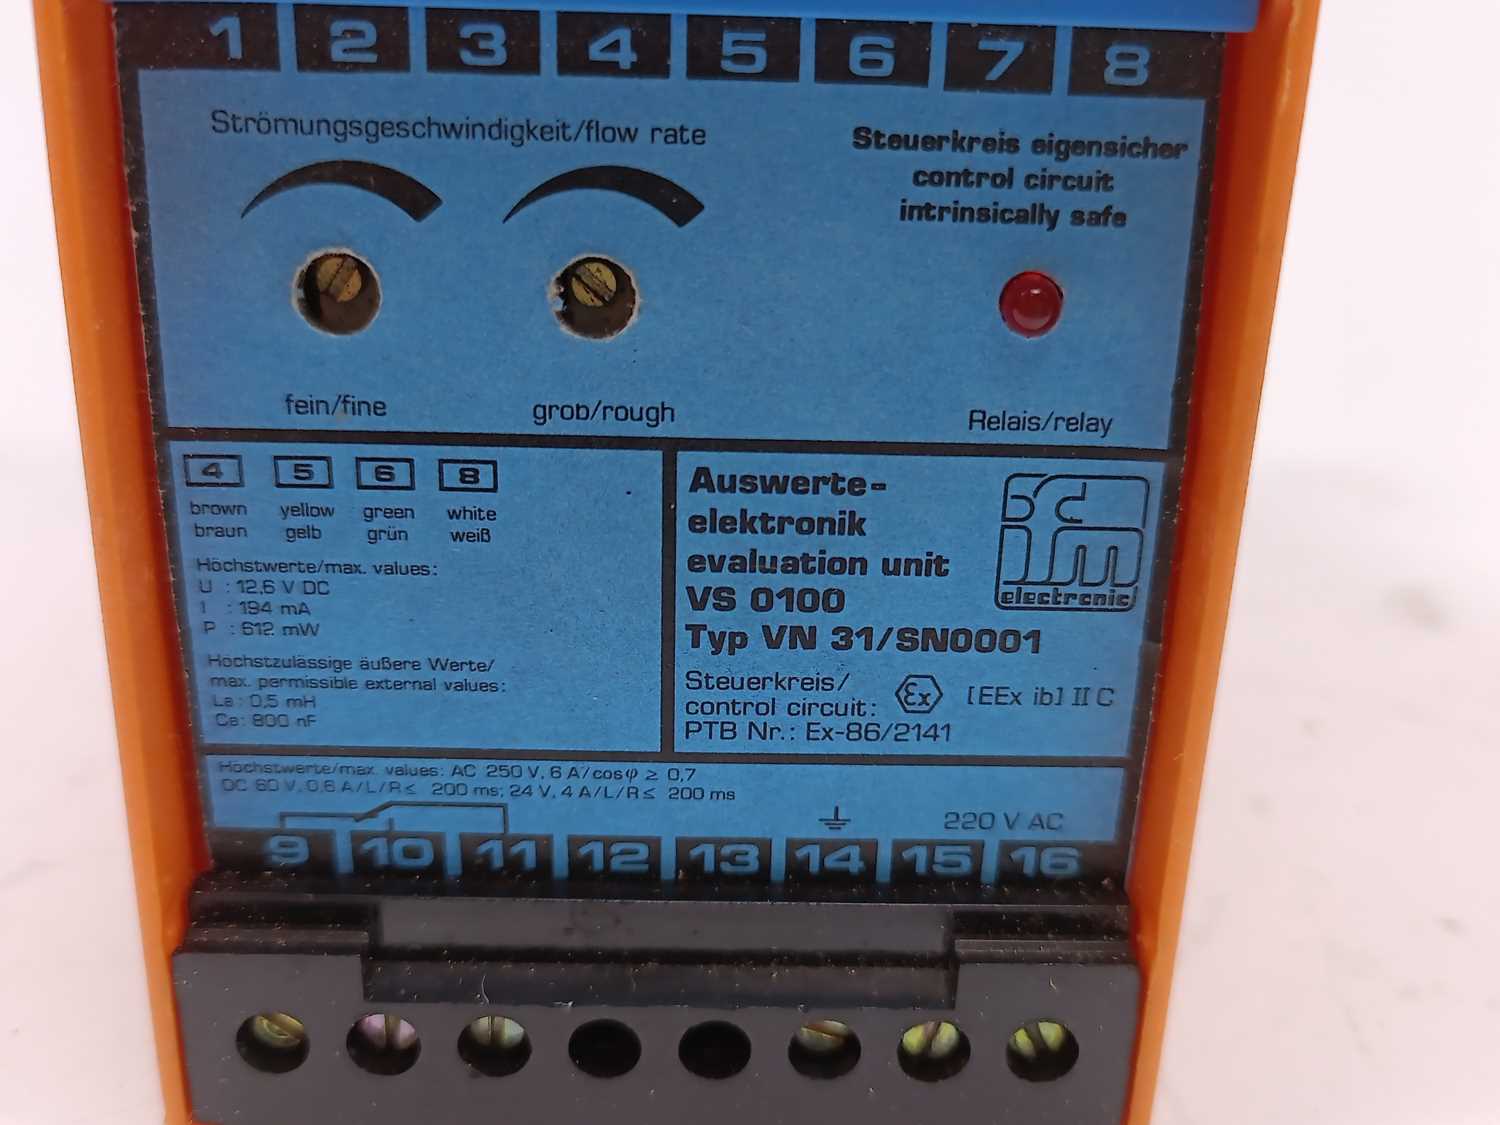 1 2 3 4 5 6 7 8
Strömungsgeschwindigkeit/flow rate
Steuerkreis eigensicher
control circuit
intrinsically safe
fein/fine
grob/rough
Relais/relay
4 5 6 8
brown yellow green white
braun gelb grün weiß
Höchstwerte/max. values:
U : 12,6 V DC
I : 194 mA
P : 612 mW
Höchstzulässige äußere Werte/
max. permissible external values:
La: 0,5 mH
Ca: 800 nF
Auswerte-
elektronik
evaluation unit
VS 0100
Typ VN 31/SN0001
ifm
electronic
Steuerkreis/
control circuit: Ex [EEx ib] II C
PTB Nr.: Ex-86/2141
Höchstwerte/max. values: AC 250 V, 6 A/cosφ ≥ 0,7
DC 60 V, 0,6 A/L/R≤ 200 ms; 24 V, 4 A/L/R≤ 200 ms
220 V AC
9 10 11 12 13 14 15 16